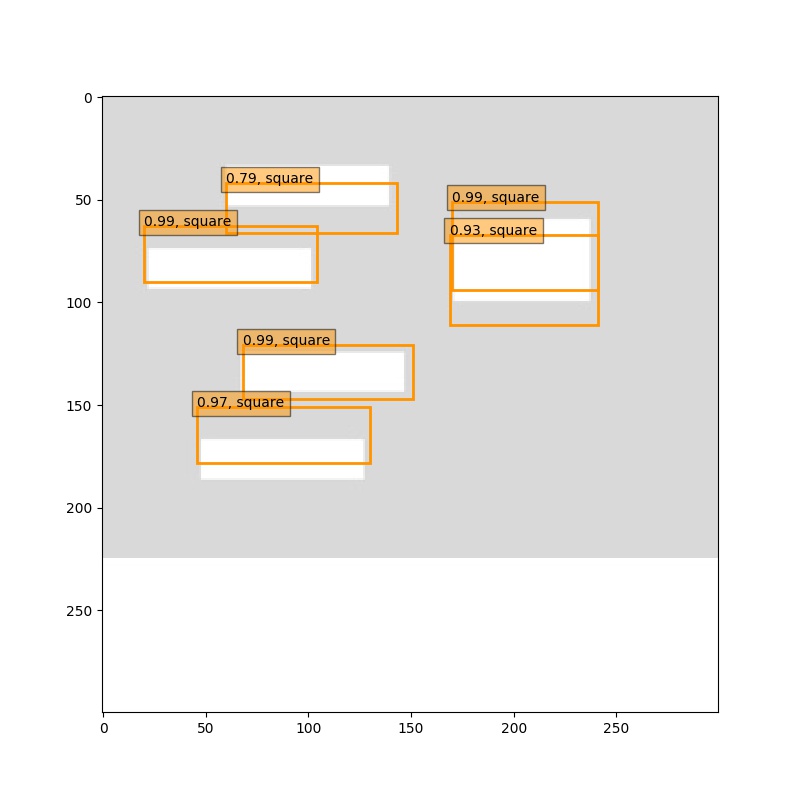 0
0.79, square
50
0.99, square
0.99, square
0.93, square
100
0.99, square
150
0.97, square
200
250
0 50 100 150 200 250